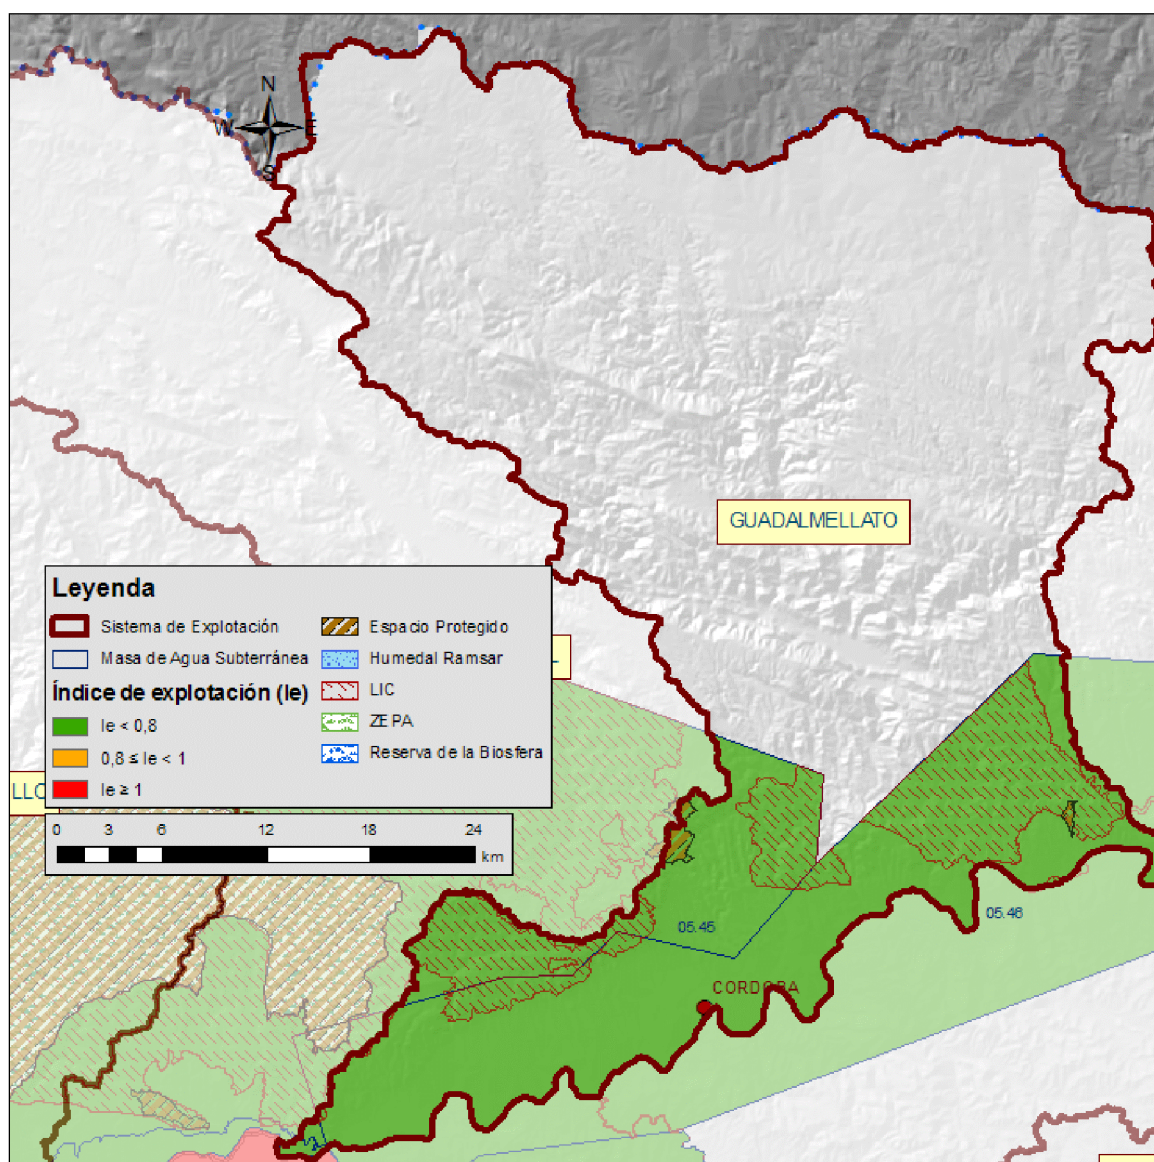 N
W E
S
GUADALMELLATO
Leyenda
Sistema de Explotación
Masa de Agua Subterránea
Índice de explotación (Ie)
Ie < 0,8
0,8 ≤ Ie < 1
Ie ≥ 1
Espacio Protegido
Humedal Ramsar
LIC
ZEPA
Reserva de la Biosfera
0 3 6 12 18 24
km
05.45
05.46
CORDOBA